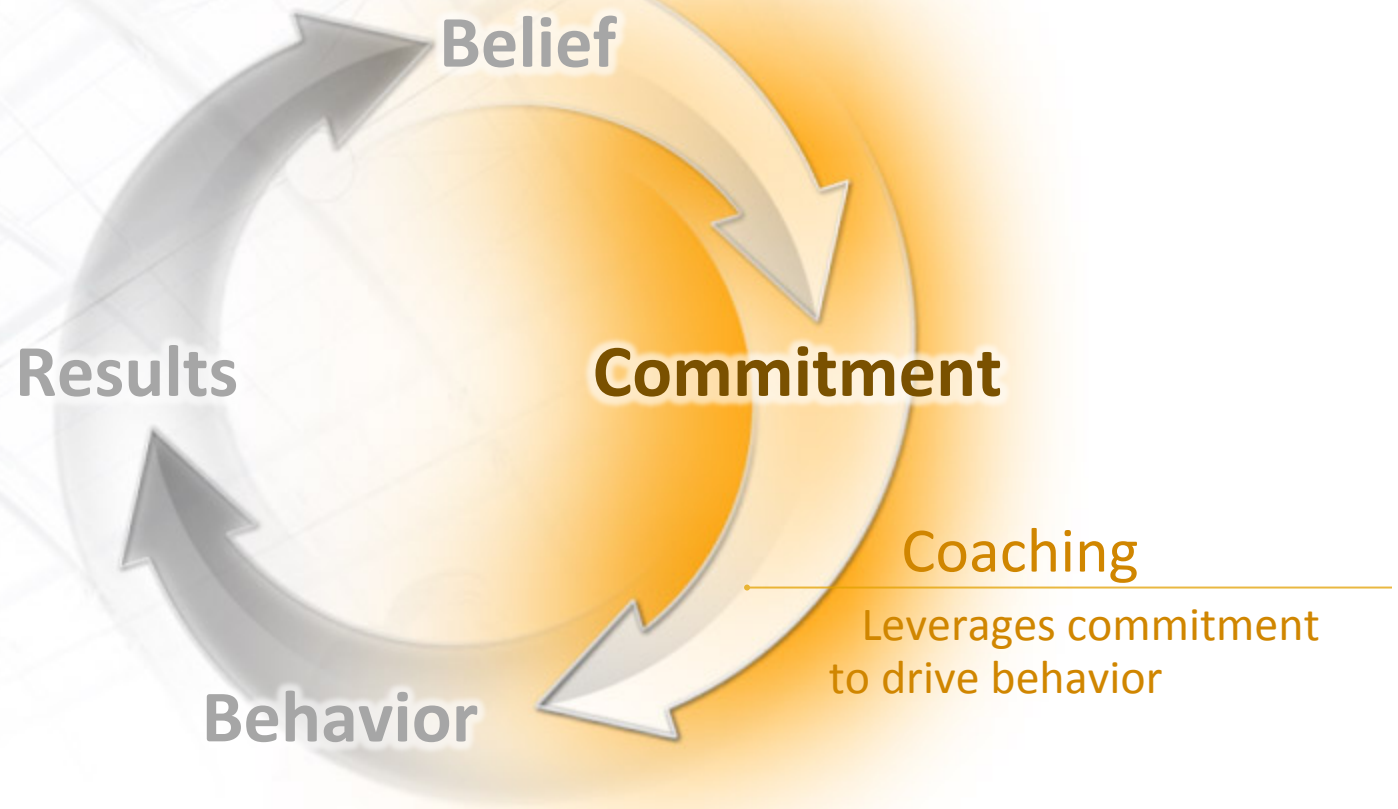 Belief
Results
Commitment
Coaching
Leverages commitment
to drive behavior
Behavior